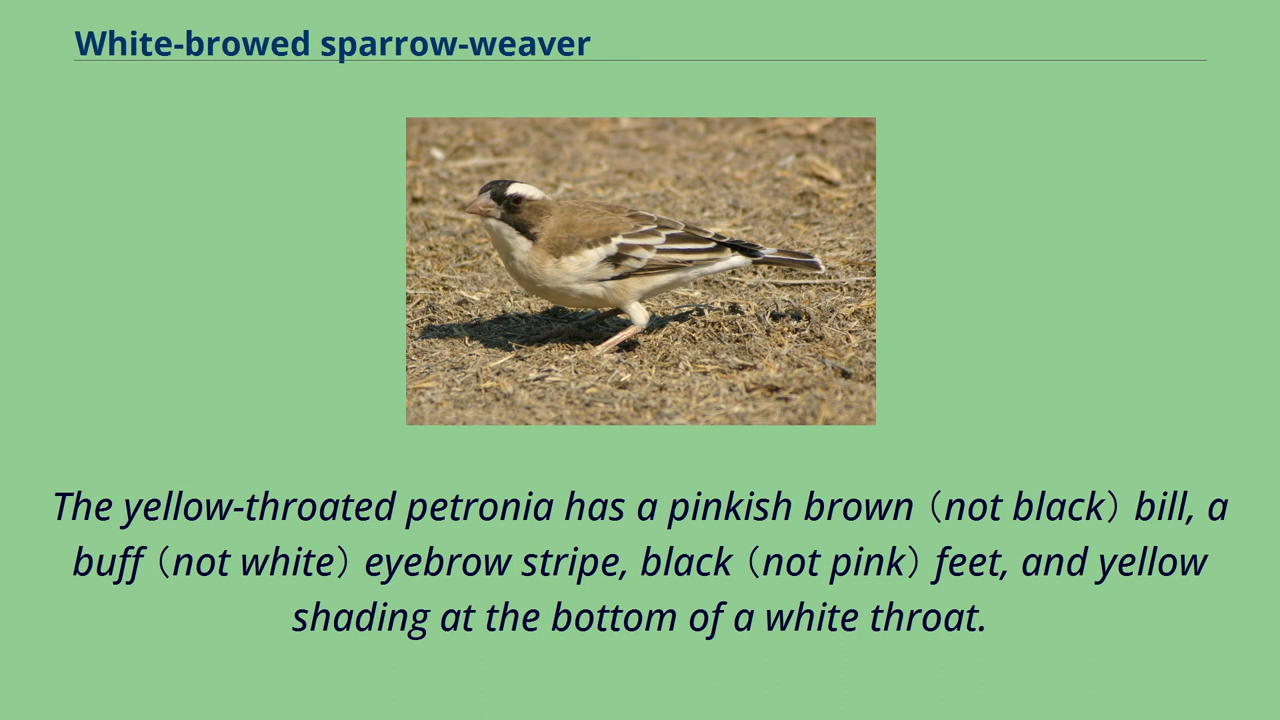 White-browed sparrow-weaver
The yellow-throated petronia has a pinkish brown（not black）bill, a
buff（not white）eyebrow stripe, black（not pink）feet, and yellow
shading at the bottom of a white throat.